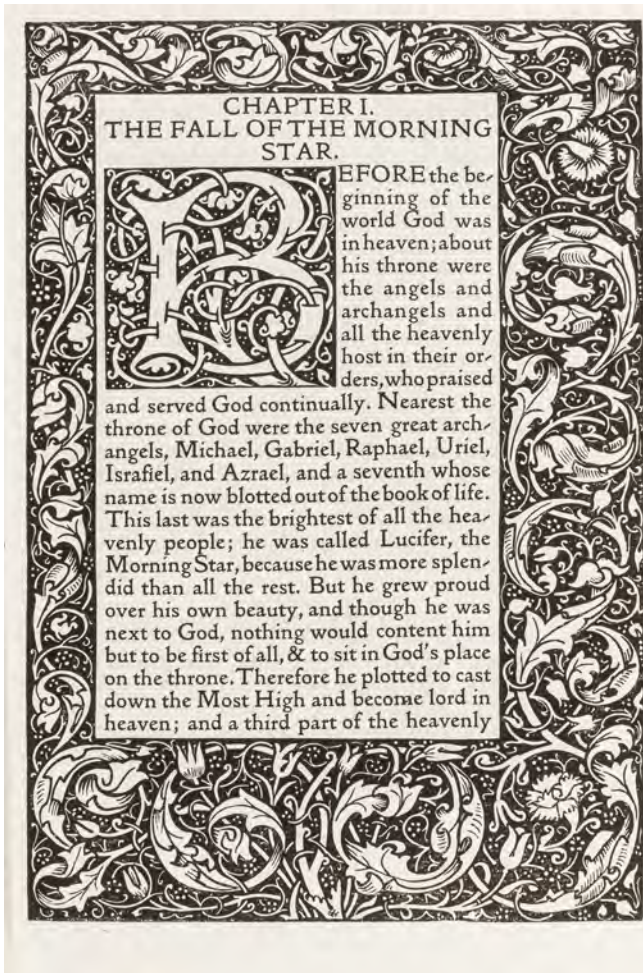 CHAPTER I.
THE FALL OF THE MORNING
STAR.
BEFORE the be-
ginning of the
world God was
in heaven; about
his throne were
the angels and
archangels and
all the heavenly
host in their or-
ders, who praised
and served God continually. Nearest the
throne of God were the seven great arch-
angels, Michael, Gabriel, Raphael, Uriel,
Israfiel, and Azrael, and a seventh whose
name is now blotted out of the book of life.
This last was the brightest of all the hea-
venly people; he was called Lucifer, the
Morning Star, because he was more splen-
did than all the rest. But he grew proud
over his own beauty, and though he was
next to God, nothing would content him
but to be first of all, & to sit in God's place
on the throne. Therefore he plotted to cast
down the Most High and become lord in
heaven; and a third part of the heavenly